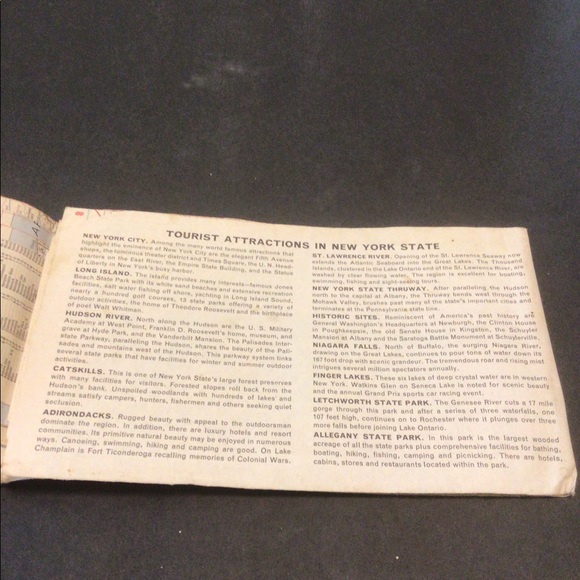 TOURIST ATTRACTIONS IN NEW YORK STATE
NEW YORK CITY. Among the many world famous attractions that
highlight the eminence of New York City are the elegant Fifth Avenue
shops, the luminous theater district and Times Square, the U. N. Head-
quarters on the East River, the Empire State Building, and the Statue
of Liberty in New York's busy harbor.
LONG ISLAND. The island provides many interests—famous Jones
Beach State Park with its white sand beaches and extensive recreation
facilities, salt water fishing off shore, yachting in Long Island Sound,
nearly a hundred golf courses, 13 state parks offering a variety of
outdoor activities, the home of Theodore Roosevelt and the birthplace
of poet Walt Whitman.
HUDSON RIVER. North along the Hudson are the U. S. Military
Academy at West Point, Franklin D. Roosevelt's home, museum, and
grave at Hyde Park, and the Vanderbilt Mansion. The Palisades Inter-
state Parkway, paralleling the Hudson, shares the beauty of the Pali-
sades and mountains west of the Hudson. This parkway system links
several state parks that have facilities for winter and summer outdoor
activities.
CATSKILLS. This is one of New York State's large forest preserves
with many facilities for visitors. Forested slopes roll back from the
Hudson's bank. Unspoiled woodlands with hundreds of lakes and
streams satisfy campers, hunters, fishermen and others seeking quiet
seclusion.
ADIRONDACKS. Rugged beauty with appeal to the outdoorsman
dominate the region. In addition, there are luxury hotels and resort
communities. Its primitive natural beauty may be enjoyed in numerous
ways. Canoeing, swimming, hiking and camping are good. On Lake
Champlain is Fort Ticonderoga recalling memories of Colonial Wars.
ST. LAWRENCE RIVER. Opening of the St. Lawrence Seaway now
extends the Atlantic Seaboard into the Great Lakes. The Thousand
Islands, clustered in the Lake Ontario end of the St. Lawrence River, are
washed by clear flowing water. The region is excellent for boating,
swimming, fishing and sight-seeing tours.
NEW YORK STATE THRUWAY. After paralleling the Hudson
north to the capital at Albany, the Thruway bends west through the
Mohawk Valley, brushes past many of the state's important cities and
terminates at the Pennsylvania state line.
HISTORIC SITES. Reminiscent of America's past history are
General Washington's Headquarters at Newburgh, the Clinton House
in Poughkeepsie, the old Senate House in Kingston, the Schuyler
Mansion at Albany and the Saratoga Battle Monument at Schuylerville.
NIAGARA FALLS. North of Buffalo, the surging Niagara River,
drawing on the Great Lakes, continues to pour tons of water down its
167 foot drop with scenic grandeur. The tremendous roar and rising mist
intrigues several million spectators annually.
FINGER LAKES. These six lakes of deep crystal water are in western
New York. Watkins Glen on Seneca Lake is noted for scenic beauty
and the annual Grand Prix sports car racing event.
LETCHWORTH STATE PARK. The Genesee River cuts a 17 mile
gorge through this park and after a series of three waterfalls, one
107 feet high, continues on to Rochester where it plunges over three
more falls before joining Lake Ontario.
ALLEGANY STATE PARK. In this park is the largest wooded
acreage of all the state parks plus comprehensive facilities for bathing,
boating, hiking, fishing, camping and picnicking. There are hotels,
cabins, stores and restaurants located within the park.